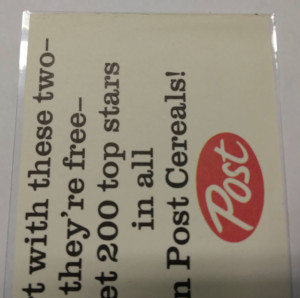 t with these two–
they're free–
et 200 top stars
in all
n Post Cereals!
Post